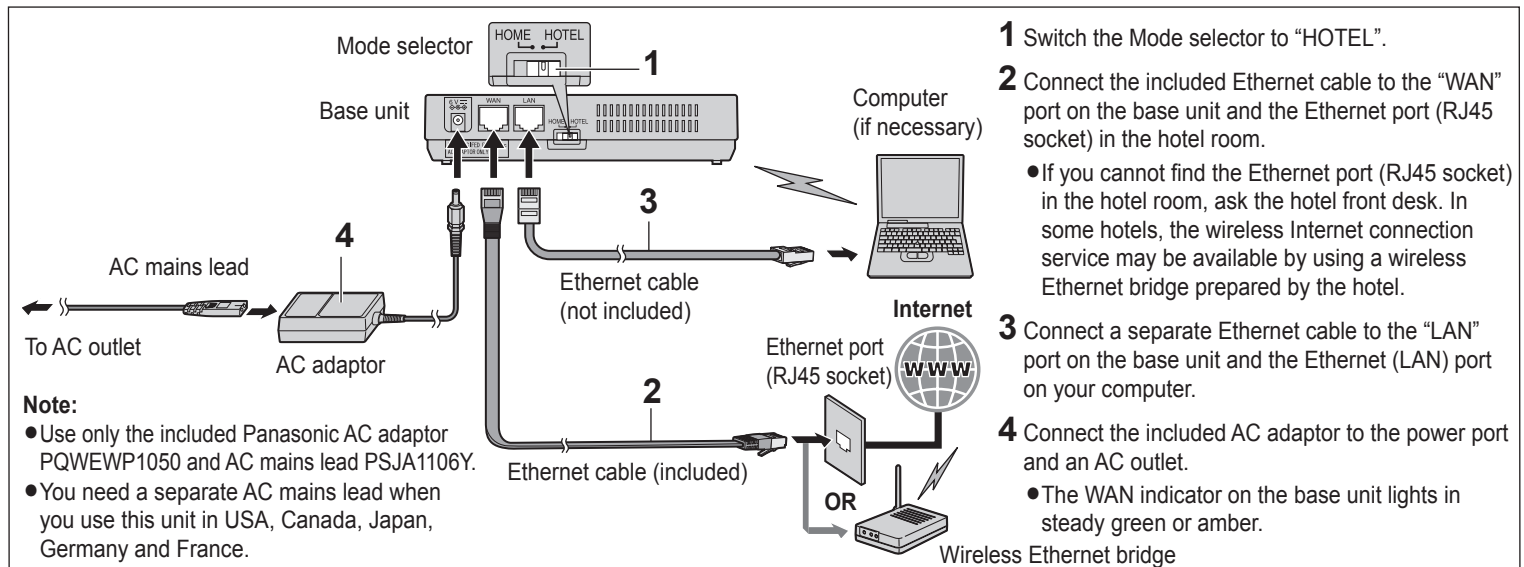 Mode selector
HOME HOTEL
1
Base unit
6 V
WAN
LAN
HOME HOTEL
ADAPTOR ONLY
Computer
(if necessary)
3
Ethernet cable
(not included)
4
AC mains lead
To AC outlet
AC adaptor
2
Ethernet cable (included)
Internet
www
Ethernet port
(RJ45 socket)
OR
Wireless Ethernet bridge
Note:
●Use only the included Panasonic AC adaptor
PQWEWP1050 and AC mains lead PSJA1106Y.
●You need a separate AC mains lead when
you use this unit in USA, Canada, Japan,
Germany and France.
1 Switch the Mode selector to “HOTEL”.
2 Connect the included Ethernet cable to the “WAN”
port on the base unit and the Ethernet port (RJ45
socket) in the hotel room.
●If you cannot find the Ethernet port (RJ45 socket)
in the hotel room, ask the hotel front desk. In
some hotels, the wireless Internet connection
service may be available by using a wireless
Ethernet bridge prepared by the hotel.
3 Connect a separate Ethernet cable to the “LAN”
port on the base unit and the Ethernet (LAN) port
on your computer.
4 Connect the included AC adaptor to the power port
and an AC outlet.
●The WAN indicator on the base unit lights in
steady green or amber.